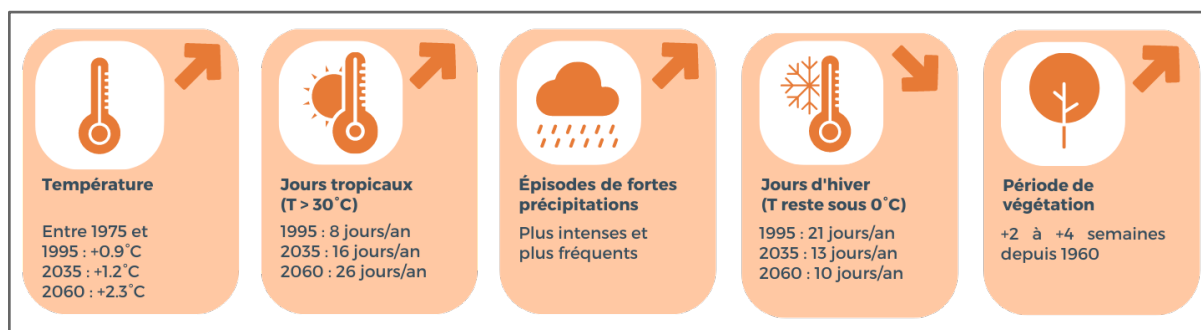 Température
Entre 1975 et
1995 : +0.9°C
2035 : +1.2°C
2060 : +2.3°C
Jours tropicaux
(T > 30°C)
1995 : 8 jours/an
2035 : 16 jours/an
2060 : 26 jours/an
Épisodes de fortes
précipitations
Plus intenses et
plus fréquents
Jours d'hiver
(T reste sous 0°C)
1995 : 21 jours/an
2035 : 13 jours/an
2060 : 10 jours/an
Période de
végétation
+2 à +4 semaines
depuis 1960